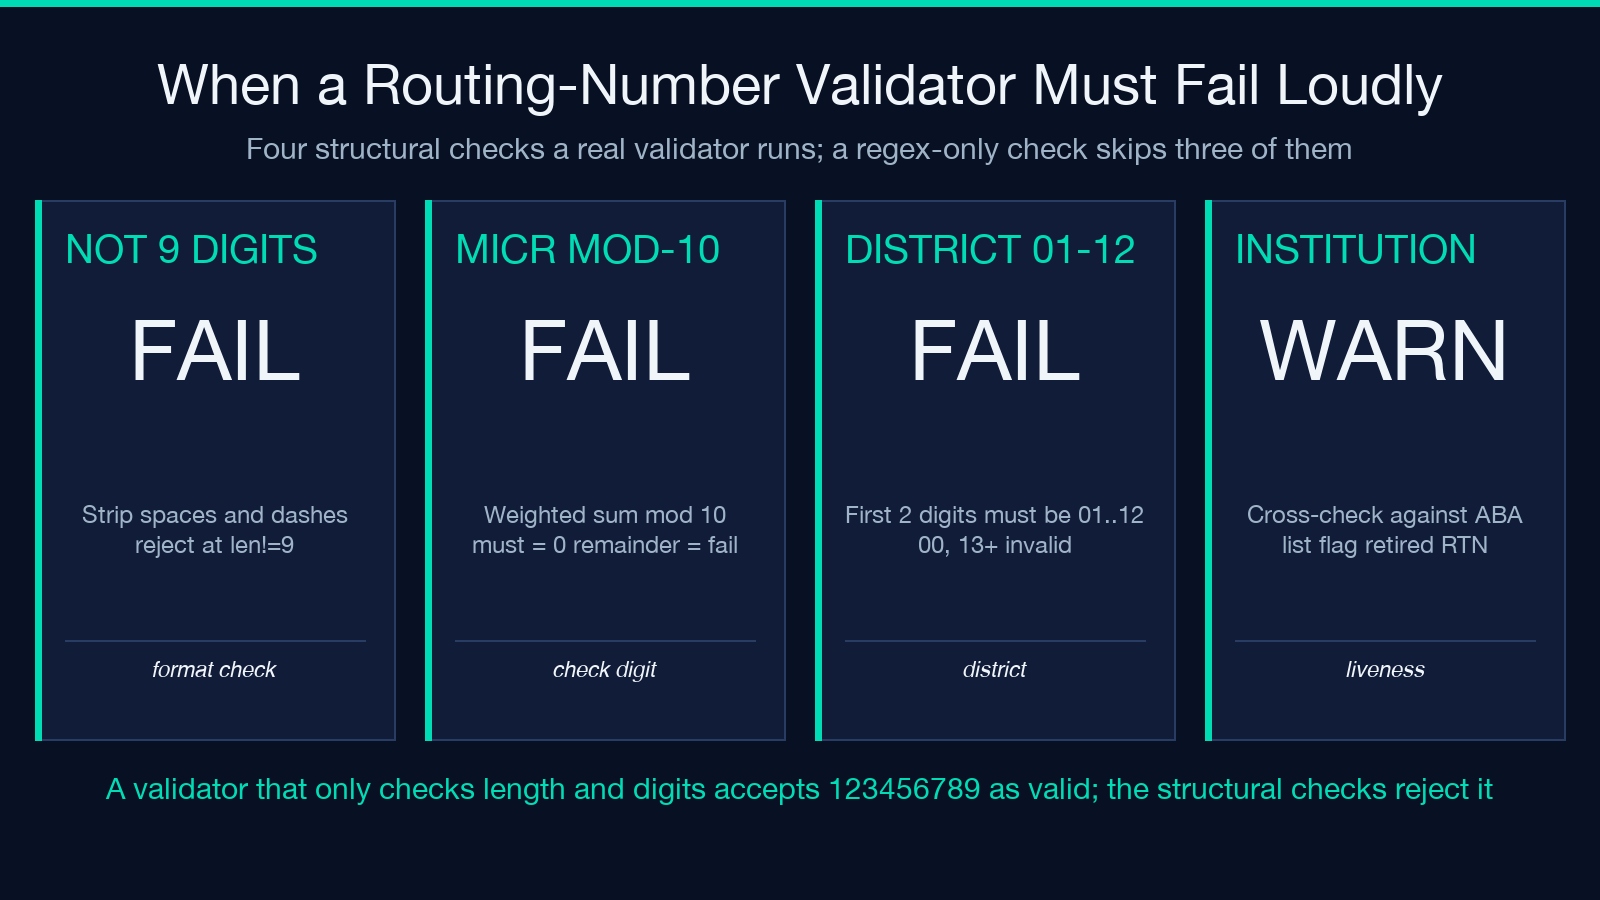 When a Routing-Number Validator Must Fail Loudly
Four structural checks a real validator runs; a regex-only check skips three of them
NOT 9 DIGITS
FAIL
Strip spaces and dashes
reject at len!=9
format check
MICR MOD-10
FAIL
Weighted sum mod 10
must = 0 remainder = fail
check digit
DISTRICT 01-12
FAIL
First 2 digits must be 01..12
00, 13+ invalid
district
INSTITUTION
WARN
Cross-check against ABA
list flag retired RTN
liveness
A validator that only checks length and digits accepts 123456789 as valid; the structural checks reject it